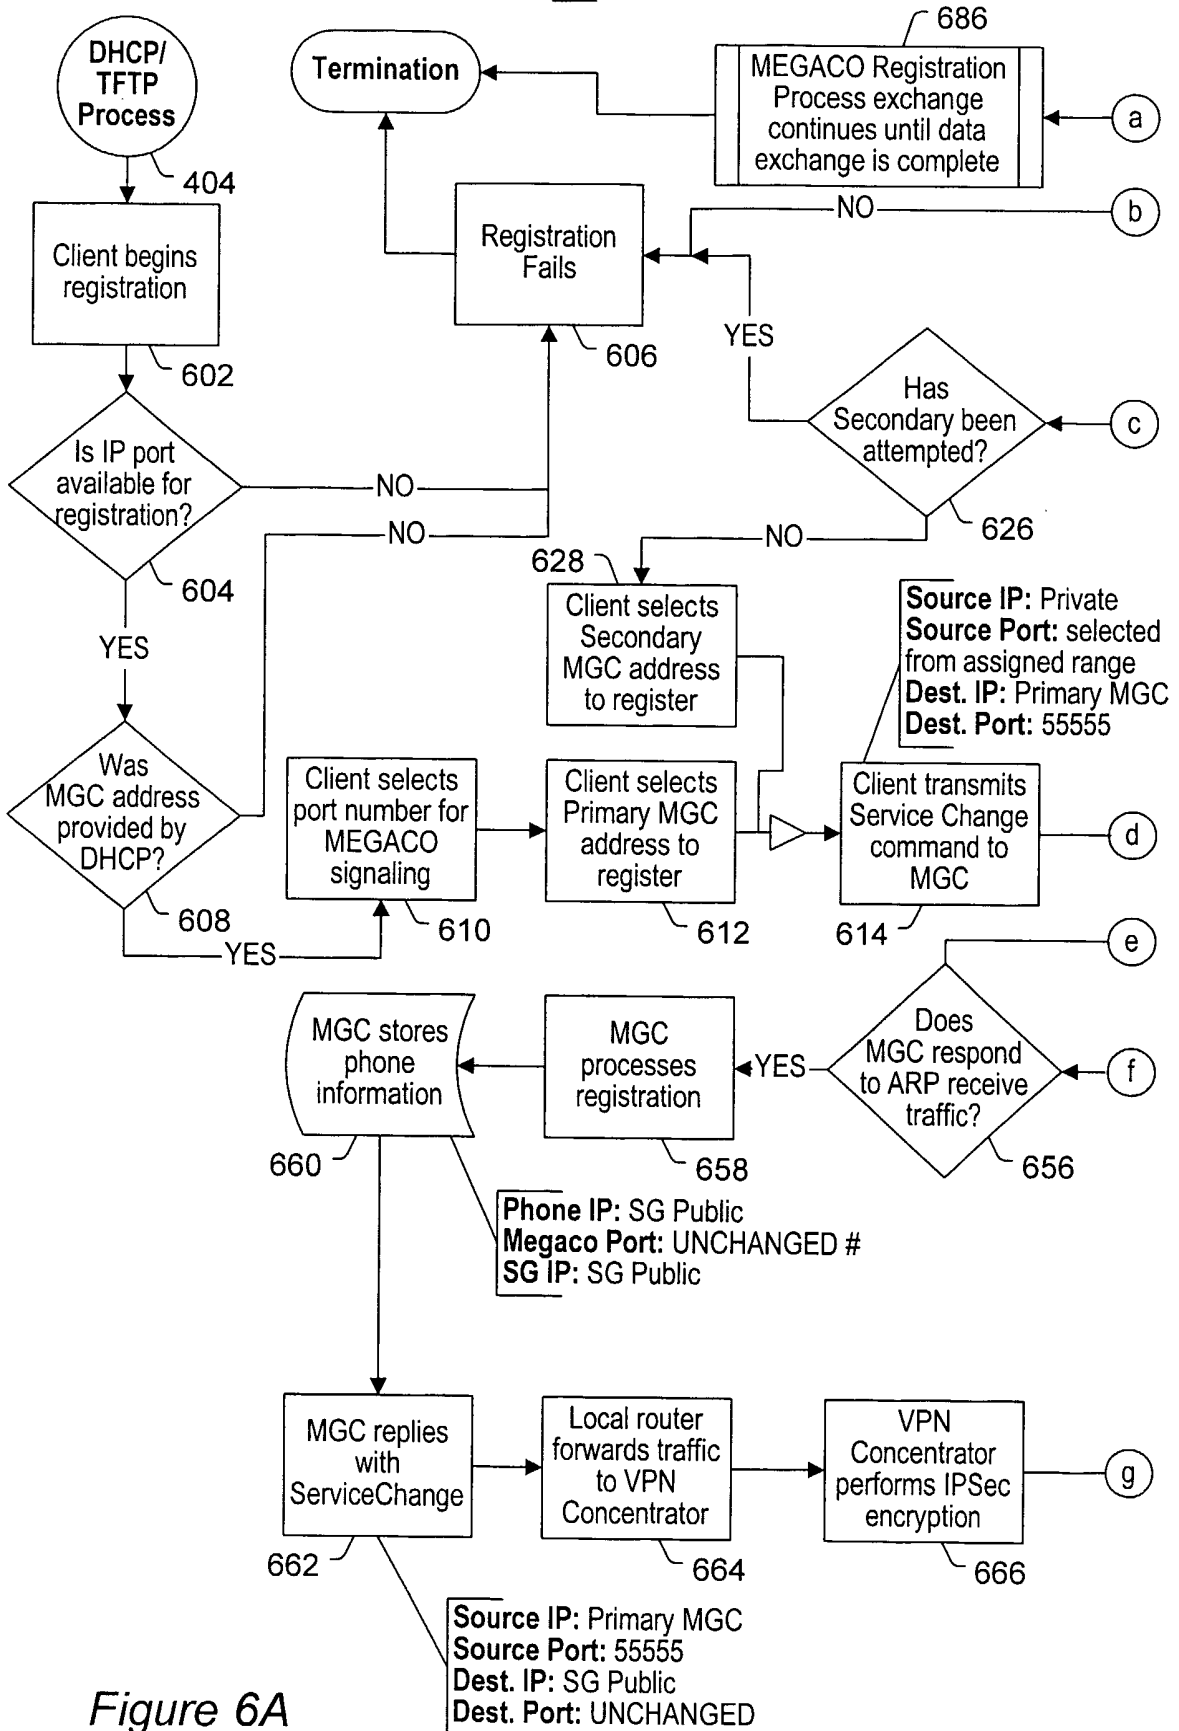 686
DHCP/
TFTP
Process
404
Termination
MEGACO Registration
Process exchange
continues until data
exchange is complete
a
NO
b
Client begins
registration
602
Registration
Fails
606
YES
Has
Secondary been
attempted?
626
c
Is IP port
available for
registration?
604
NO
NO
NO
YES
628
Client selects
Secondary
MGC address
to register
Source IP: Private
Source Port: selected
from assigned range
Dest. IP: Primary MGC
Dest. Port: 55555
Was
MGC address
provided by
DHCP?
608
YES
Client selects
port number for
MEGACO
signaling
610
Client selects
Primary MGC
address to
register
612
Client transmits
Service Change
command to
MGC
614
d
e
MGC stores
phone
information
660
MGC
processes
registration
658
YES
Does
MGC respond
to ARP receive
traffic?
656
f
Phone IP: SG Public
Megaco Port: UNCHANGED #
SG IP: SG Public
MGC replies
with
ServiceChange
662
Local router
forwards traffic
to VPN
Concentrator
664
VPN
Concentrator
performs IPSec
encryption
666
g
Source IP: Primary MGC
Source Port: 55555
Dest. IP: SG Public
Dest. Port: UNCHANGED
Figure 6A